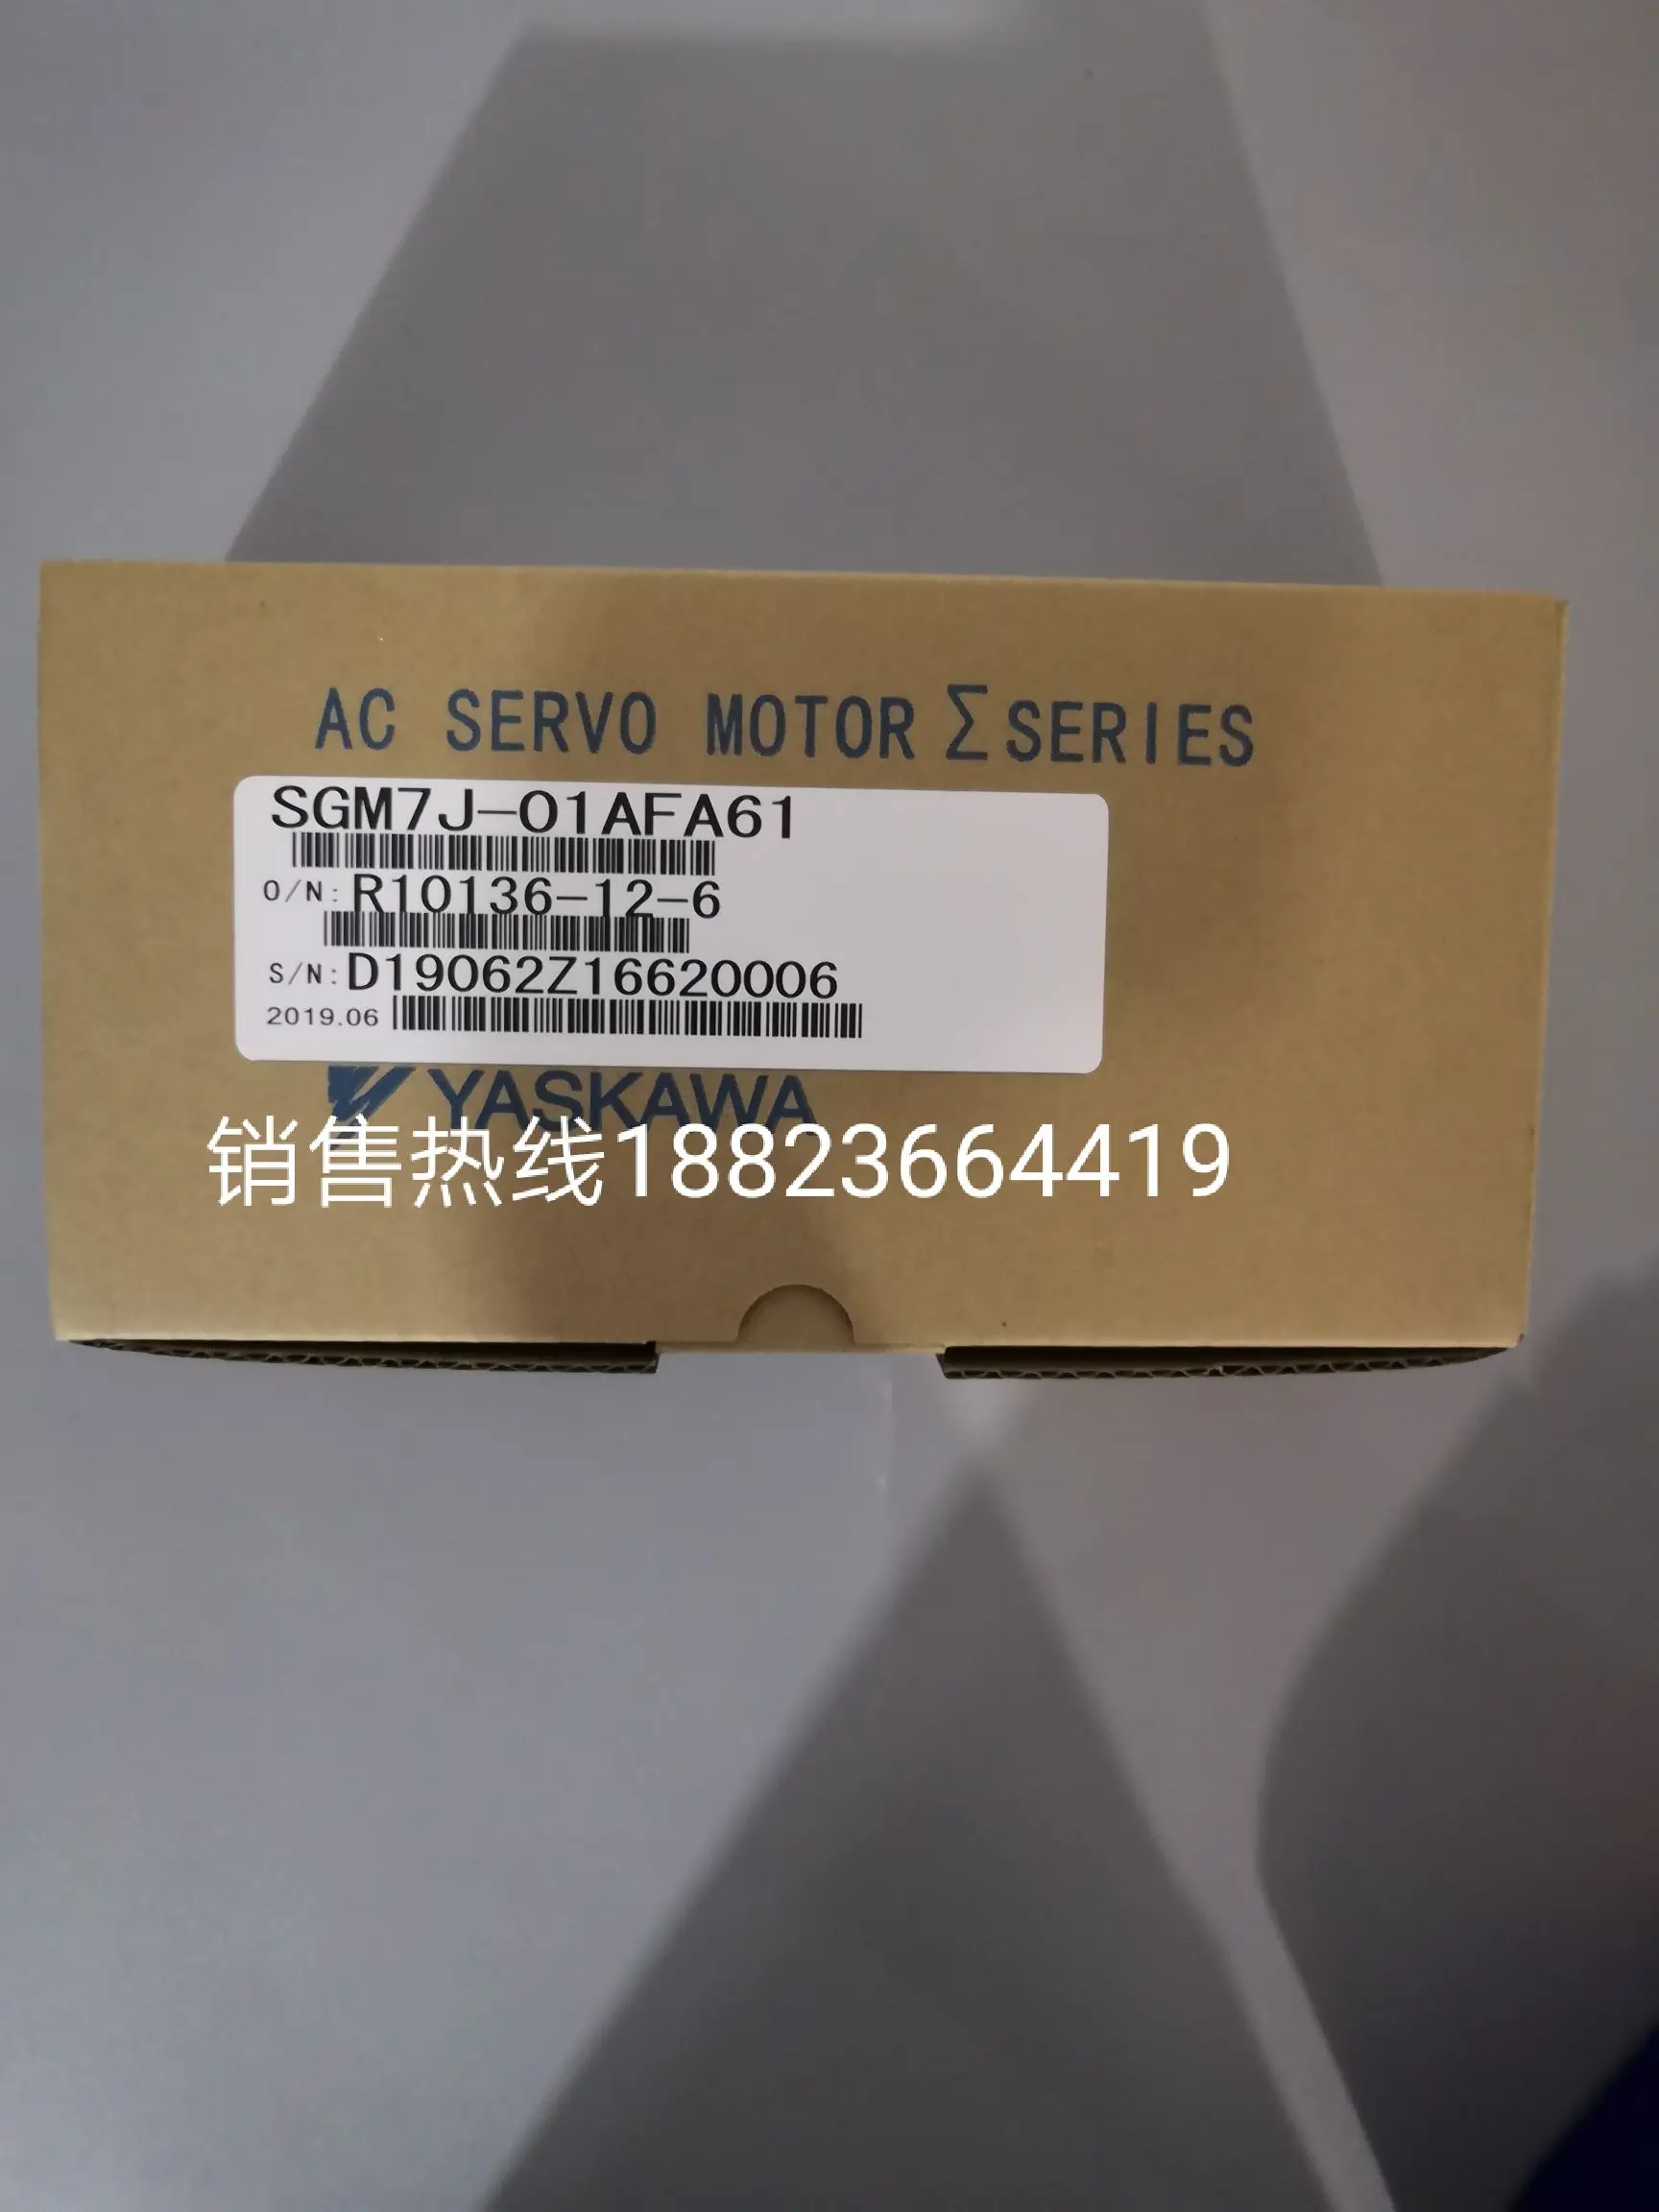 AC SERVO MOTOR Σ SERIES
SGM7J-01AFA61
O/N: R10136-12-6
S/N: D19062Z16620006
2019.06
YASKAWA
销售热线18823664419